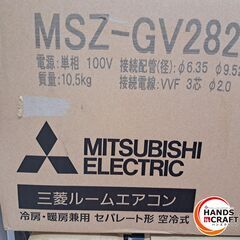 MSZ-GV282
電源：単相 100V
接続配管(径)：φ6.35 φ9.52
質量：10.5kg
接続電線：VVF 3芯 φ2.0
MITSUBISHI
ELECTRIC
三菱ルームエアコン
冷房・暖房兼用 セパレート形 空冷式
HANDS
CRAFT